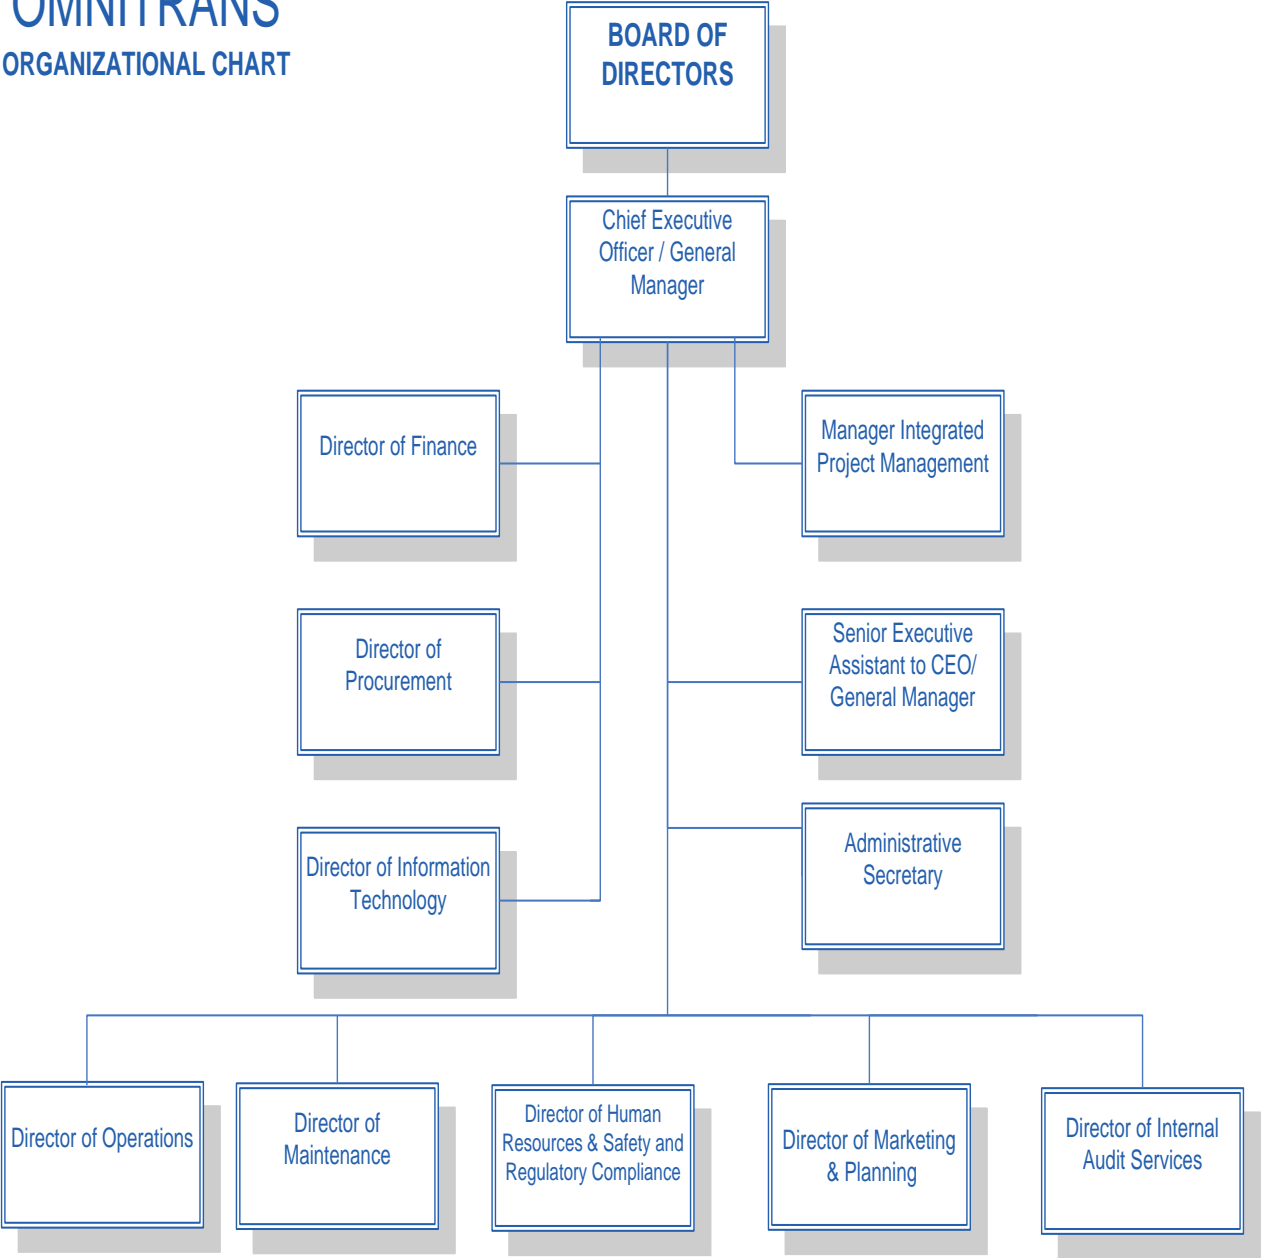 OMNITRANS
ORGANIZATIONAL CHART
BOARD OF
DIRECTORS
Chief Executive
Officer / General
Manager
Director of Finance
Manager Integrated
Project Management
Director of
Procurement
Senior Executive
Assistant to CEO/
General Manager
Director of Information
Technology
Administrative
Secretary
Director of Operations
Director of
Maintenance
Director of Human
Resources & Safety and
Regulatory Compliance
Director of Marketing
& Planning
Director of Internal
Audit Services